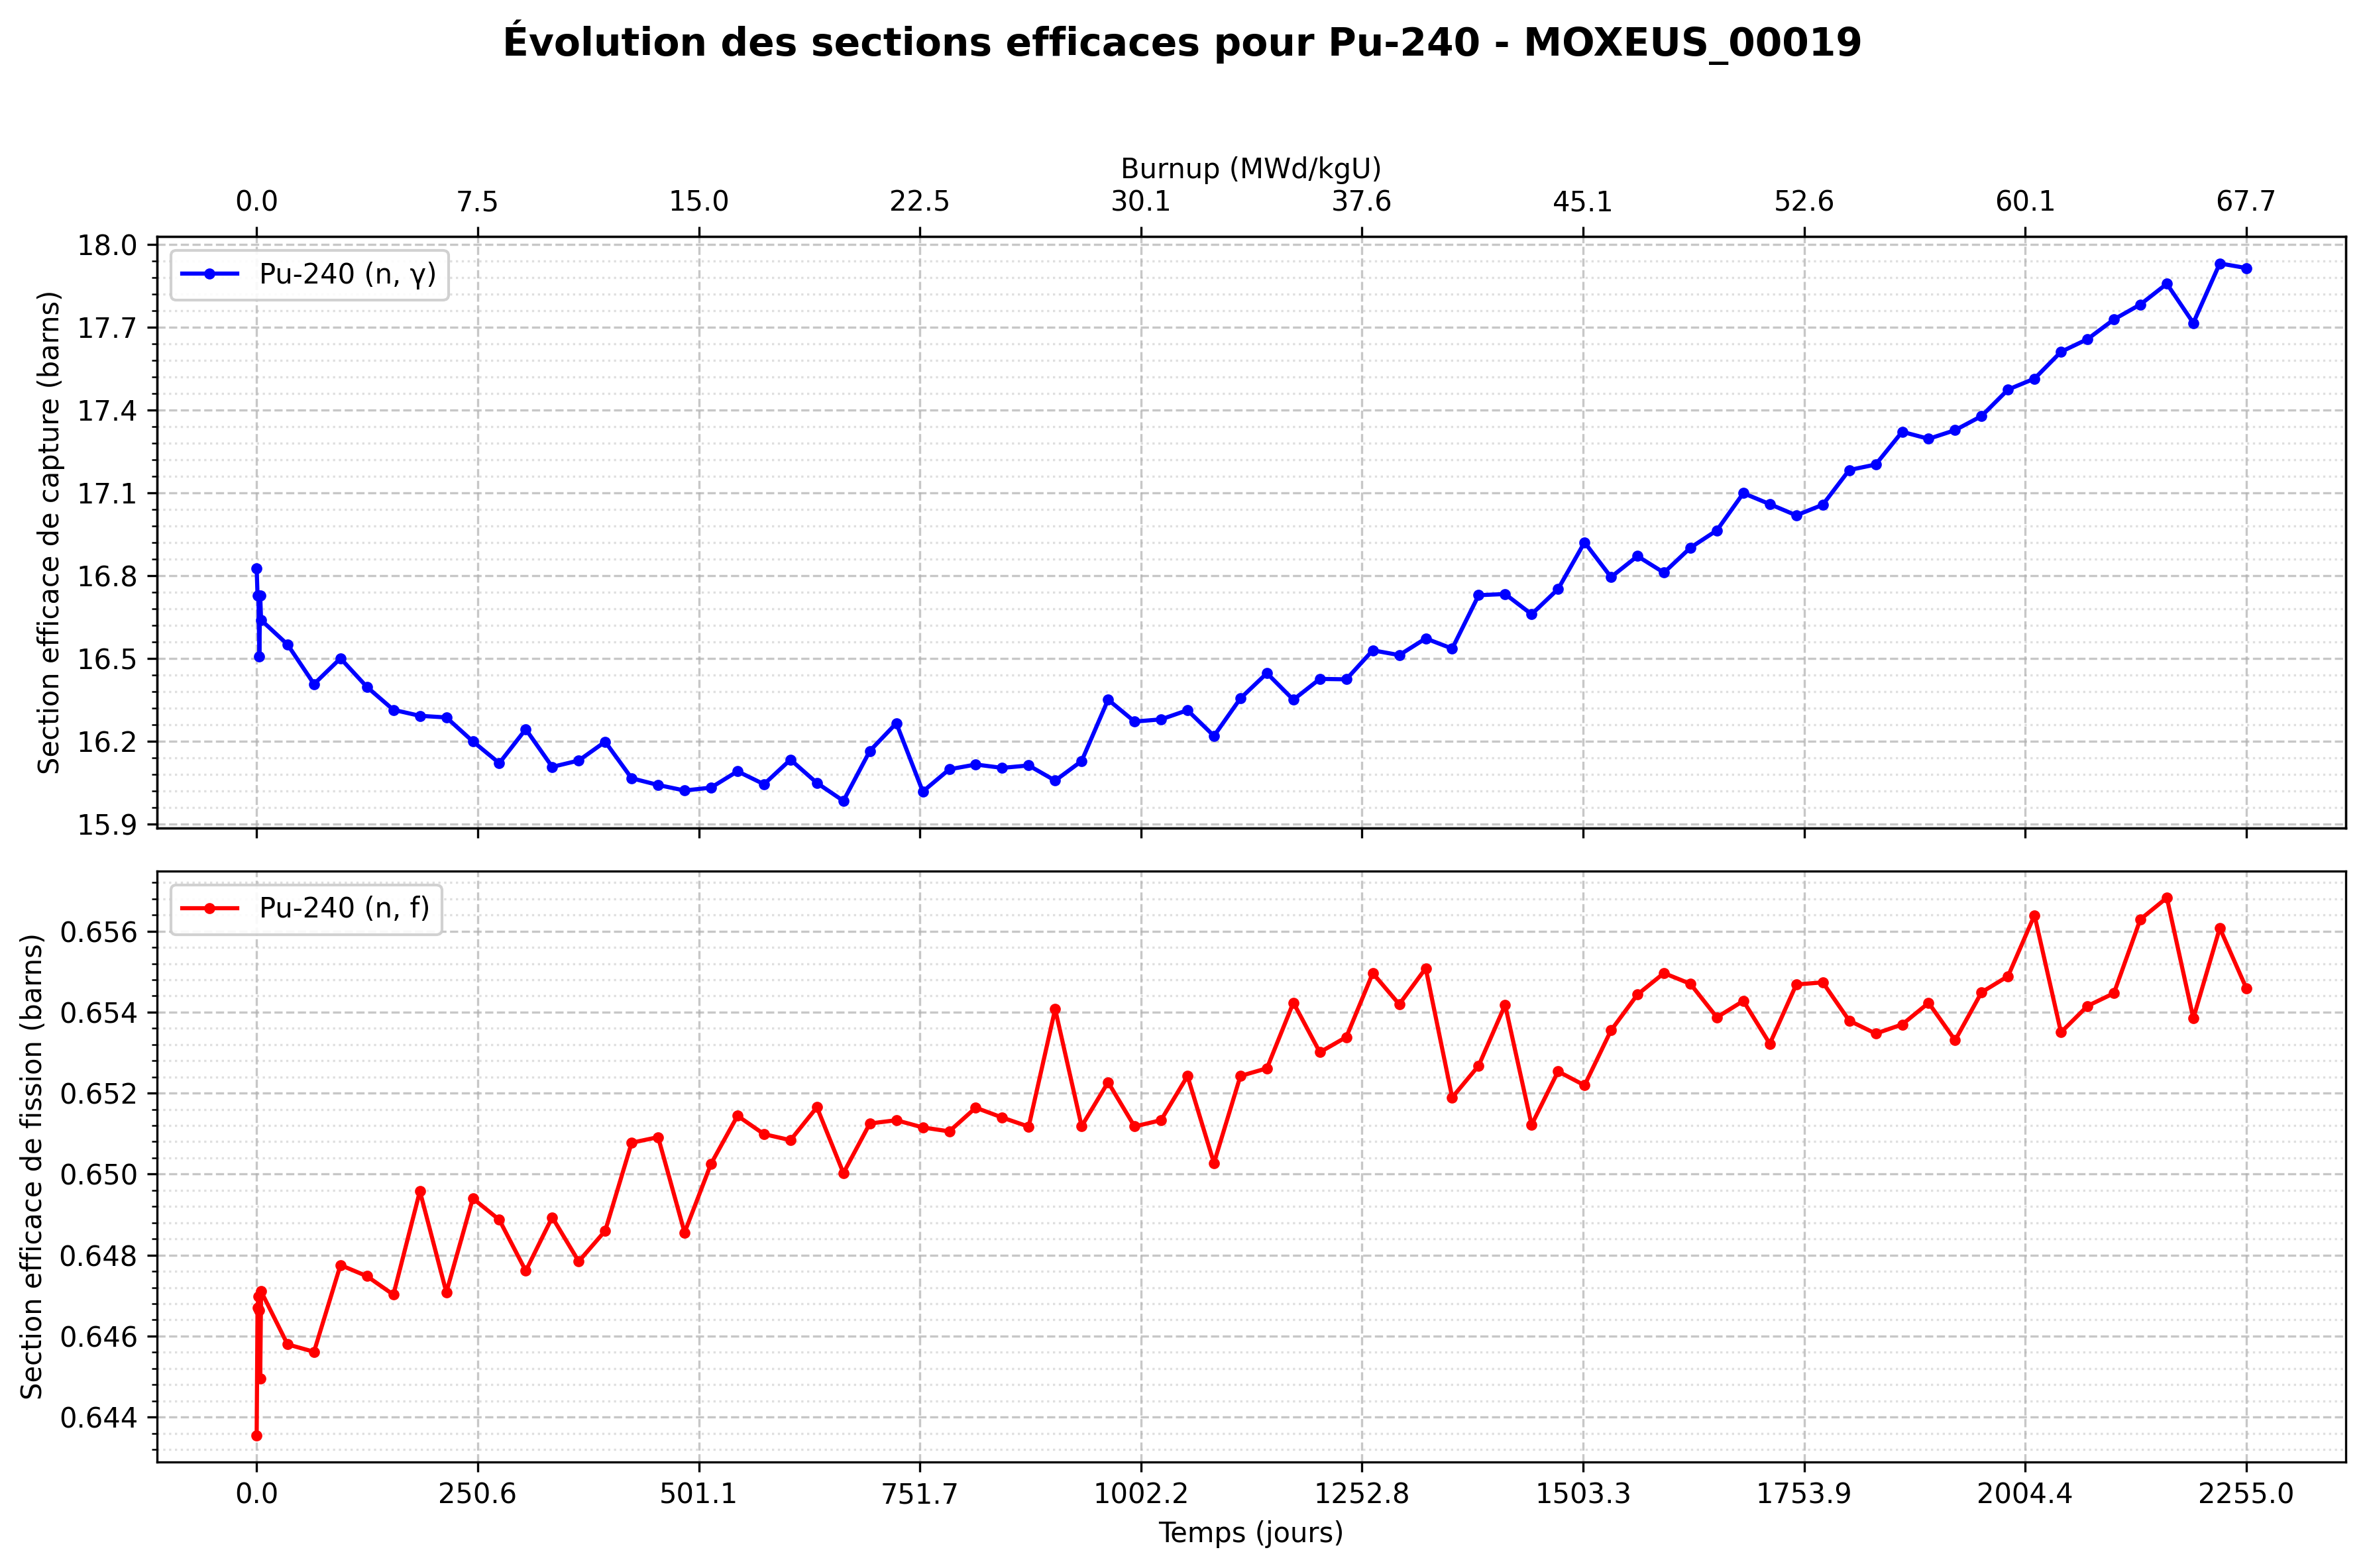 Évolution des sections efficaces pour Pu-240 - MOXEUS_00019
Burnup (MWd/kgU)
0.0 7.5 15.0 22.5 30.1 37.6 45.1 52.6 60.1 67.7
Section efficace de capture (barns)
18.0
17.7
17.4
17.1
16.8
16.5
16.2
15.9
Pu-240 (n, γ)
Section efficace de fission (barns)
0.656
0.654
0.652
0.650
0.648
0.646
0.644
Pu-240 (n, f)
0.0 250.6 501.1 751.7 1002.2 1252.8 1503.3 1753.9 2004.4 2255.0
Temps (jours)